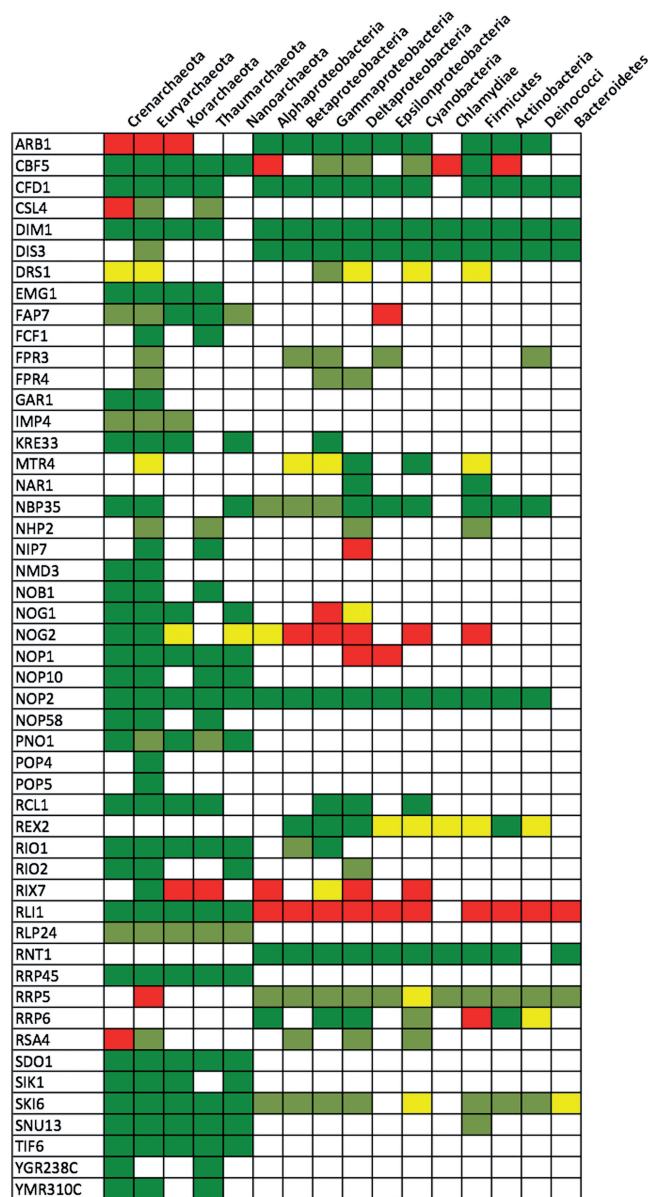 Crenarchaeota
Euryarchaeota
Korarchaeota
Thaumarchaeota
Nanoarchaeota
Alphaproteobacteria
Betaproteobacteria
Gammaproteobacteria
Deltaproteobacteria
Epsilonproteobacteria
Cyanobacteria
Chlamydiae
Firmicutes
Actinobacteria
Deinococci
Bacteroidetes
ARB1
CBF5
CFD1
CSL4
DIM1
DIS3
DRS1
EMG1
FAP7
FCF1
FPR3
FPR4
GAR1
IMP4
KRE33
MTR4
NAR1
NBP35
NHP2
NIP7
NMD3
NOB1
NOG1
NOG2
NOP1
NOP10
NOP2
NOP58
PNO1
POP4
POP5
RCL1
REX2
RIO1
RIO2
RIX7
RLI1
RLP24
RNT1
RRP45
RRP5
RRP6
RSA4
SDO1
SIK1
SKI6
SNU13
TIF6
YGR238C
YMR310C